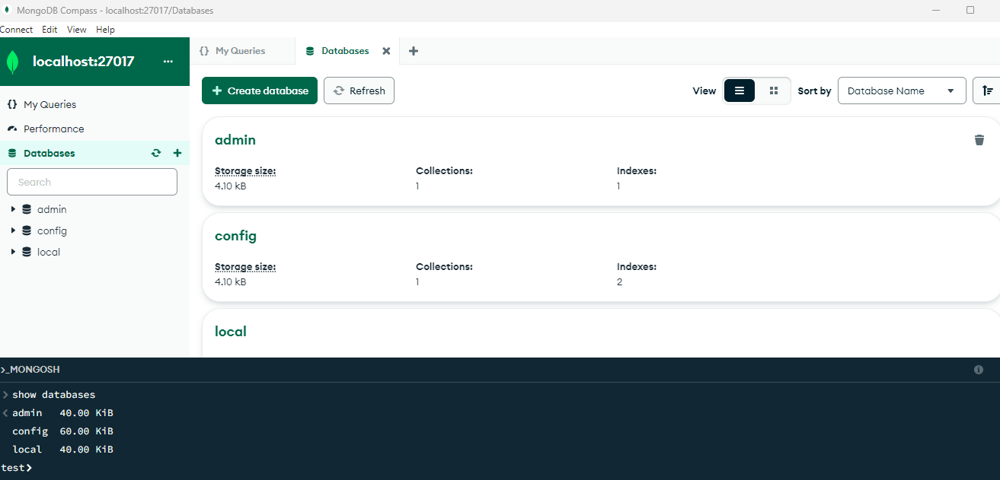 MongoDB Compass - localhost:27017/Databases
Connect Edit View Help
localhost:27017 ...
{} My Queries
Performance
Databases
Search
admin
config
local
{} My Queries
Databases
Create database
Refresh
View
Sort by
Database Name
admin
Storage size: Collections: Indexes:
4.10 kB 1 1
config
Storage size: Collections: Indexes:
4.10 kB 1 2
local
>_MONGOSH
> show databases
< admin 40.00 KiB
config 60.00 KiB
local 40.00 KiB
test>